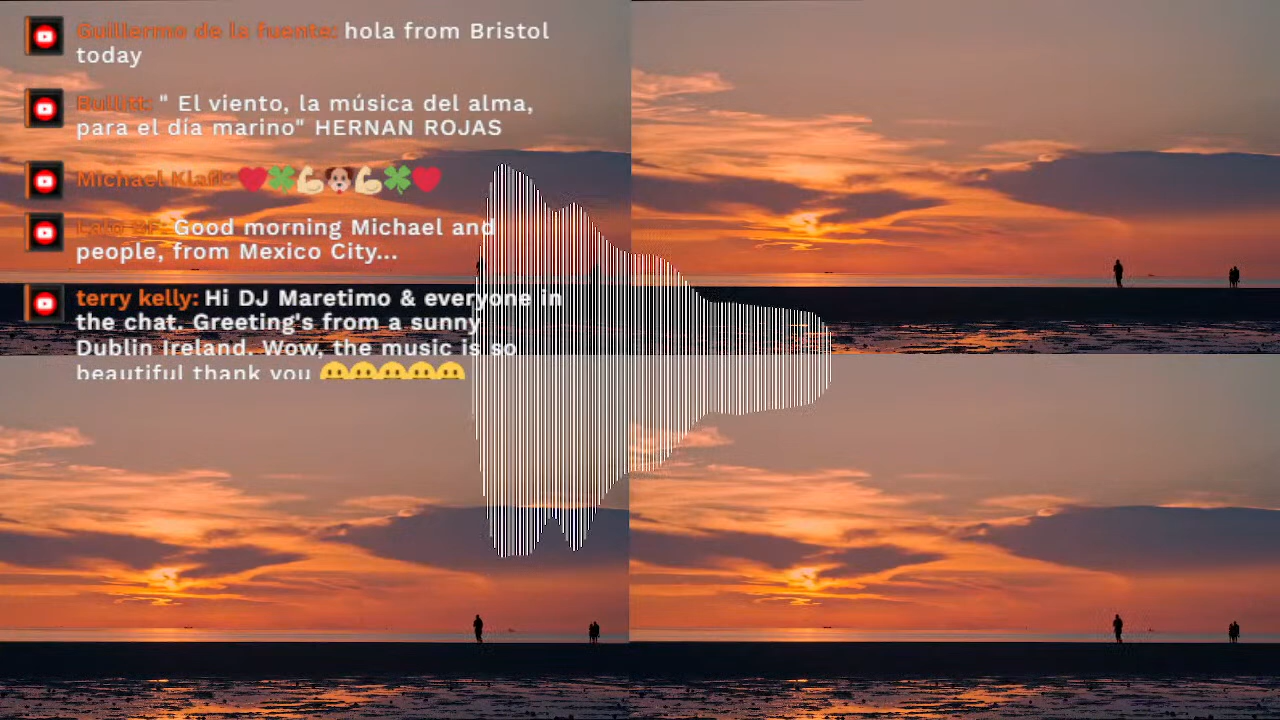 Guillermo de la fuente: hola from Bristol
today
Bullitt: " El viento, la música del alma,
para el día marino" HERNAN ROJAS
Michael Klafl: ❤️🍀💪🐶💪🍀❤️
Good morning Michael and
people, from Mexico City...
terry kelly: Hi DJ Maretimo & everyone in
the chat. Greeting's from a sunny
Dublin Ireland. Wow, the music is so
beautiful thank you